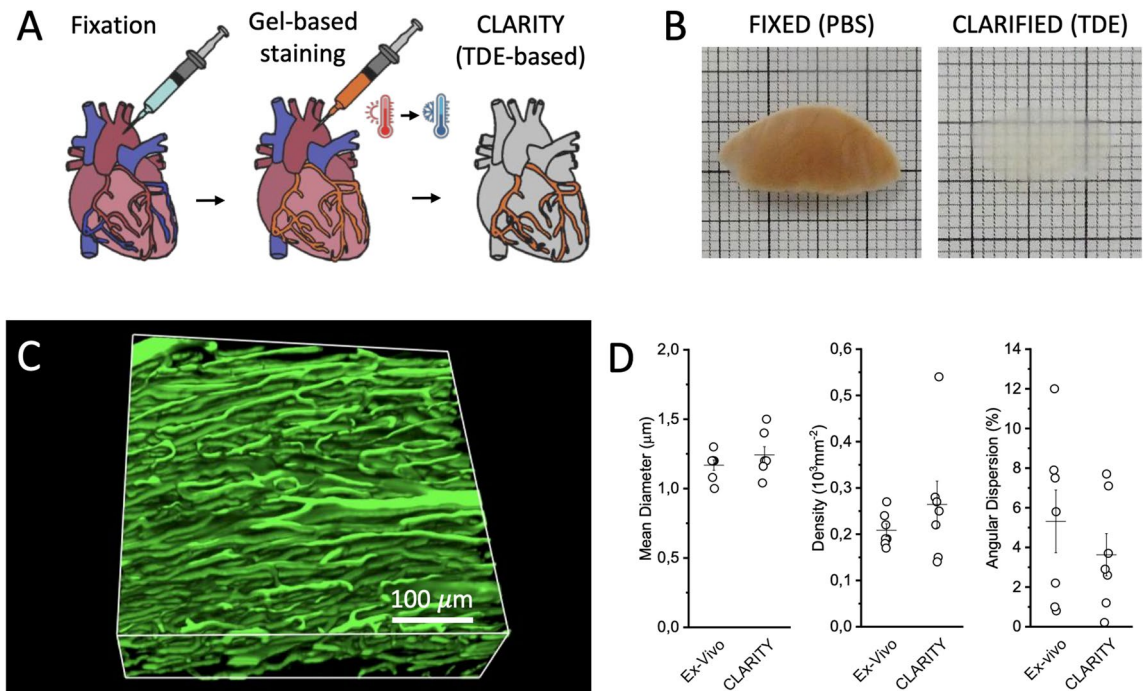 A
Fixation
Gel-based
staining
CLARITY
(TDE-based)
B
FIXED (PBS)
CLARIFIED (TDE)
C
100 μm
D
Mean Diameter (μm)
2,0
1,5
1,0
0,5
0,0
Ex-Vivo
CLARITY
Density (10³mm⁻²)
0,6
0,5
0,4
0,3
0,2
0,1
0,0
Ex-Vivo
CLARITY
Angular Dispersion (%)
14
12
10
8
6
4
2
0
Ex-vivo
CLARITY